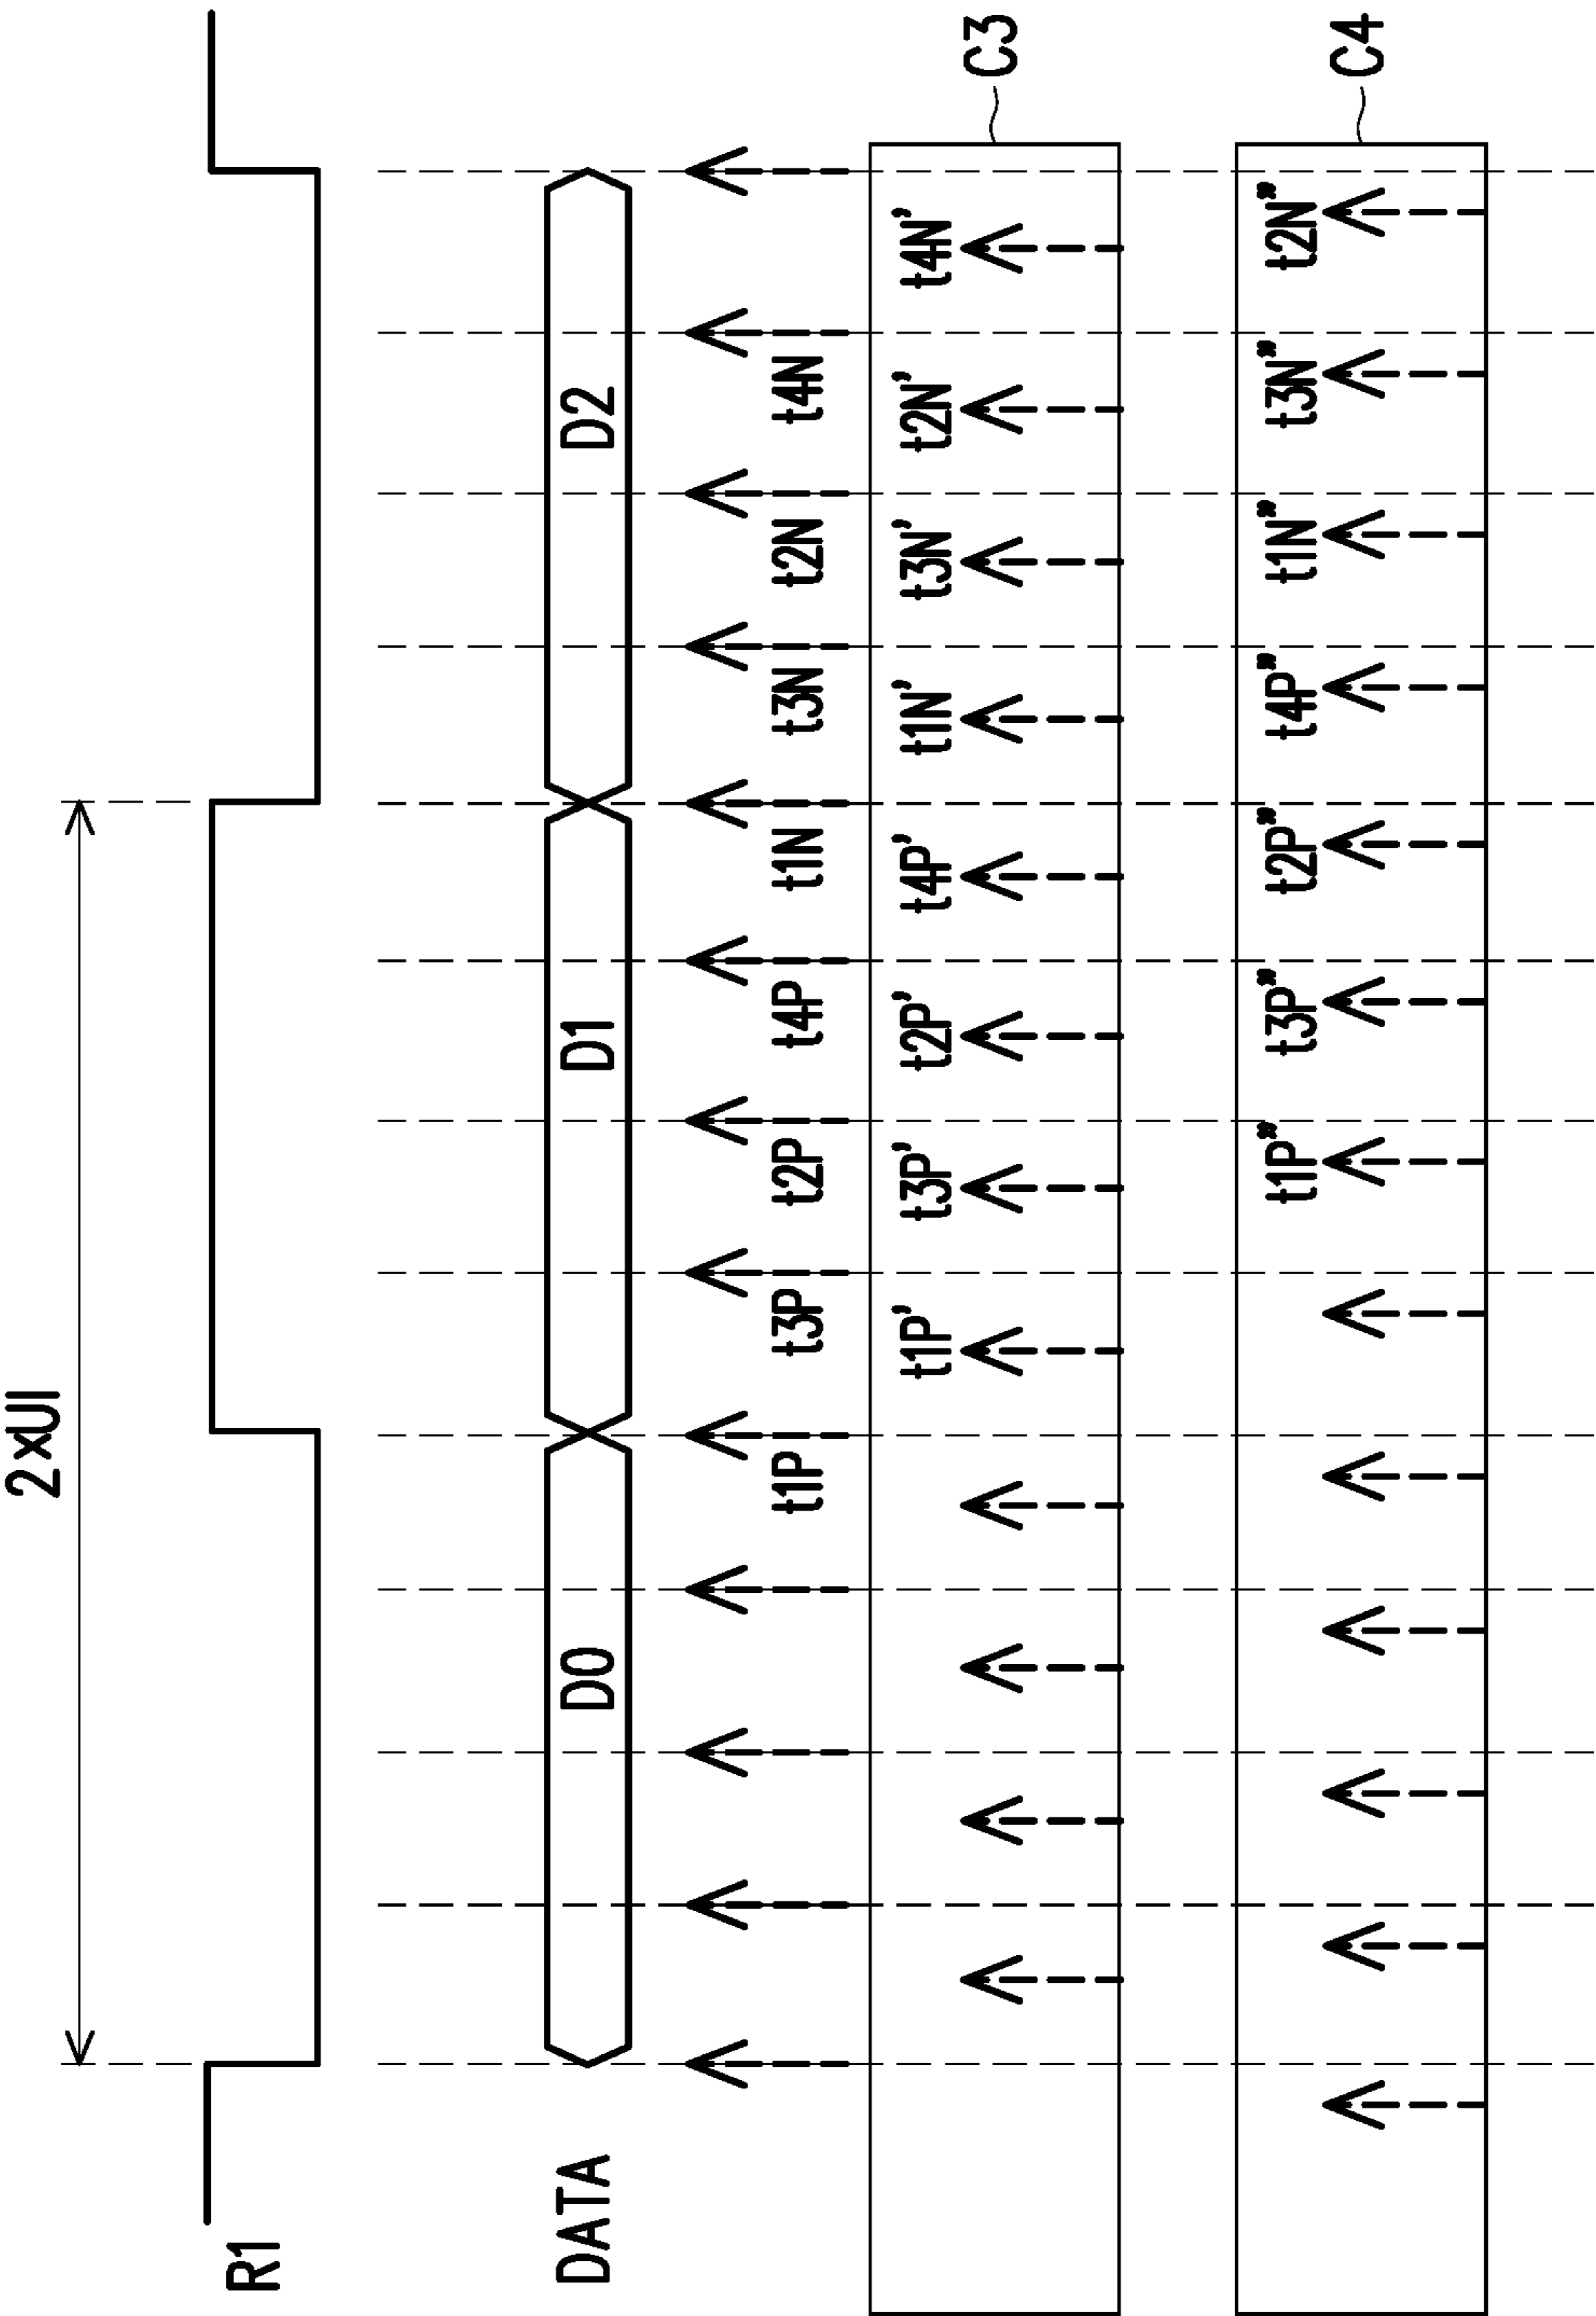 2xUI
R1
DATA D0 D1 D2
t1P t3P t2P t4P t1N t3N t2N t4N
t1P' t3P' t2P' t4P' t1N' t3N' t2N' t4N'
C3
t1P" t3P" t2P" t4P" t1N" t3N" t2N"
C4